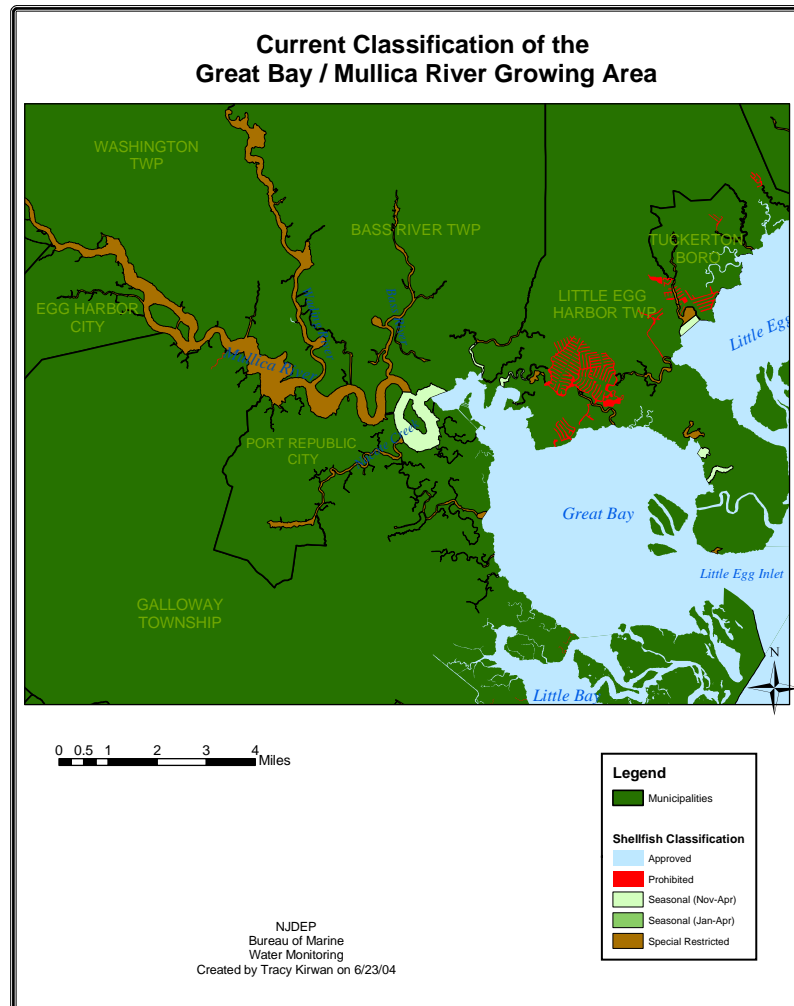 Current Classification of the
Great Bay / Mullica River Growing Area
WASHINGTON
TWP
BASS RIVER TWP
TUCKERTON
BORO
EGG HARBOR
CITY
LITTLE EGG
HARBOR TWP
Little Egg
Mullica River
Bass River
PORT REPUBLIC
CITY
Great Bay
Little Egg Inlet
GALLOWAY
TOWNSHIP
Little Bay
N
0 0.5 1 2 3 4
Miles
Legend
Municipalities
Shellfish Classification
Approved
Prohibited
Seasonal (Nov-Apr)
Seasonal (Jan-Apr)
Special Restricted
NJDEP
Bureau of Marine
Water Monitoring
Created by Tracy Kirwan on 6/23/04